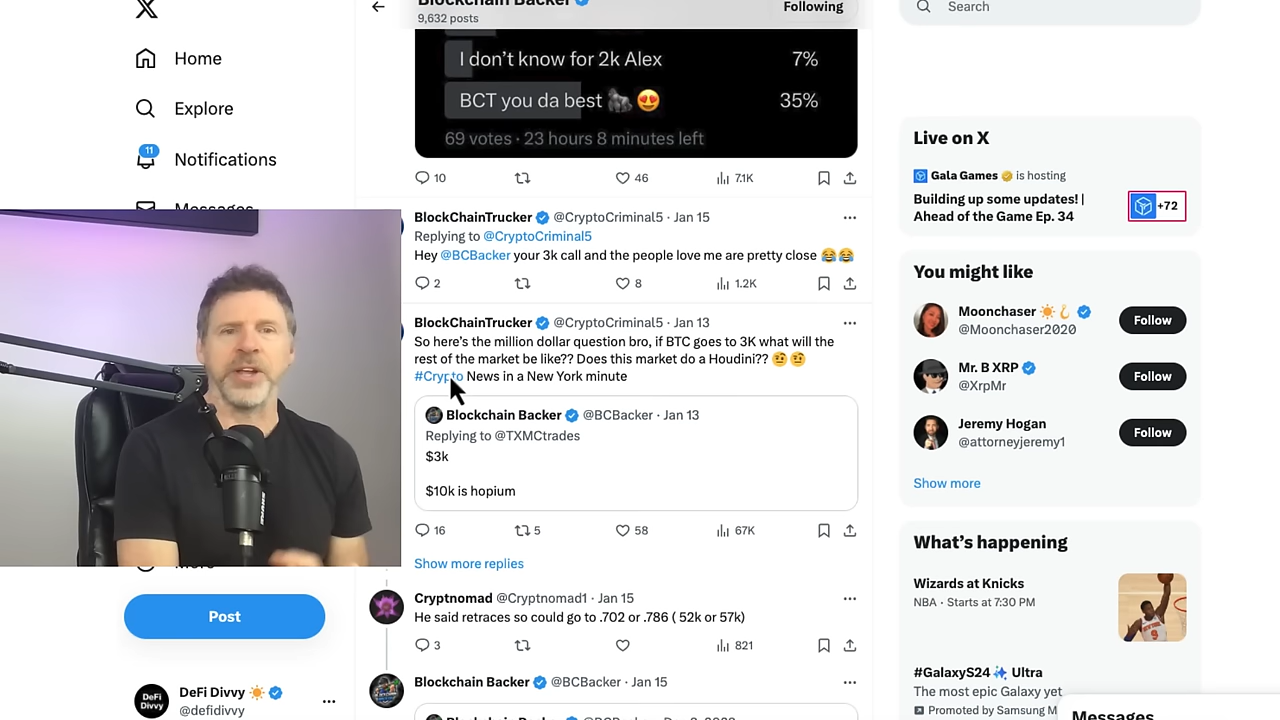 Home
Explore
11
Notifications
Messages
More
Post
DeFi Divvy
DeFi Divvy
@defidivvy
SHURE
Blockchain Backer
9,632 posts
Following
I don't know for 2k Alex 7%
BCT you da best 🦍😍 35%
69 votes · 23 hours 8 minutes left
10 46 7.1K
BlockChainTrucker @CryptoCriminal5 · Jan 15
Replying to @CryptoCriminal5
Hey @BCBacker your 3k call and the people love me are pretty close 😂😂
2 8 1.2K
BlockChainTrucker @CryptoCriminal5 · Jan 13
So here's the million dollar question bro, if BTC goes to 3K what will the
rest of the market be like?? Does this market do a Houdini?? 🤨🤨
#Crypto News in a New York minute
Blockchain Backer @BCBacker · Jan 13
Replying to @TXMCtrades
$3k
$10k is hopium
16 5 58 67K
Show more replies
Cryptnomad @Cryptnomad1 · Jan 15
He said retraces so could go to .702 or .786 ( 52k or 57k)
3 821
Blockchain Backer @BCBacker · Jan 15
Search
Live on X
Gala Games is hosting
Building up some updates! |
Ahead of the Game Ep. 34
+72
You might like
Moonchaser ☀️🪝
@Moonchaser2020
Follow
Mr. B XRP
@XrpMr
Follow
Jeremy Hogan
@attorneyjeremy1
Follow
Show more
What's happening
Wizards at Knicks
NBA · Starts at 7:30 PM
#GalaxyS24 Ultra
The most epic Galaxy yet
Promoted by Samsung M
Messages